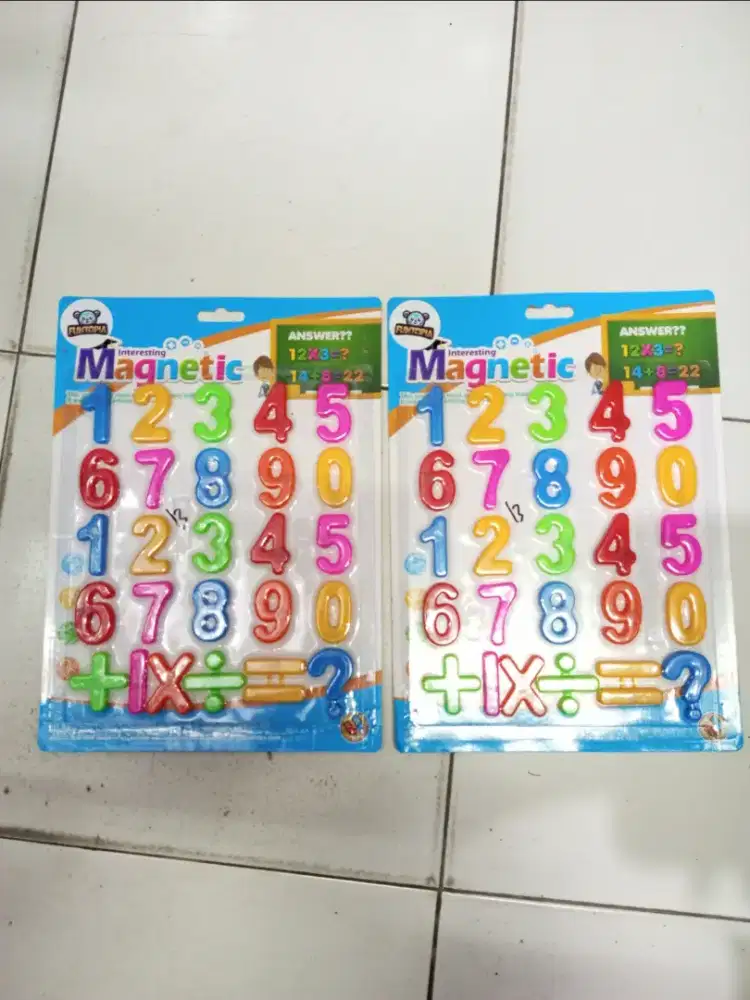 FUNTOPIA
Interesting
Magnetic
ANSWER??
12X3=?
14+8=22
1 2 3 4 5
6 7 8 9 0
13
1 2 3 4 5
6 7 8 9 0
+ - X ÷ = ?
FUNTOPIA
Interesting
Magnetic
ANSWER??
12X3=?
14+8=22
1 2 3 4 5
6 7 8 9 0
13
1 2 3 4 5
6 7 8 9 0
+ - X ÷ = ?